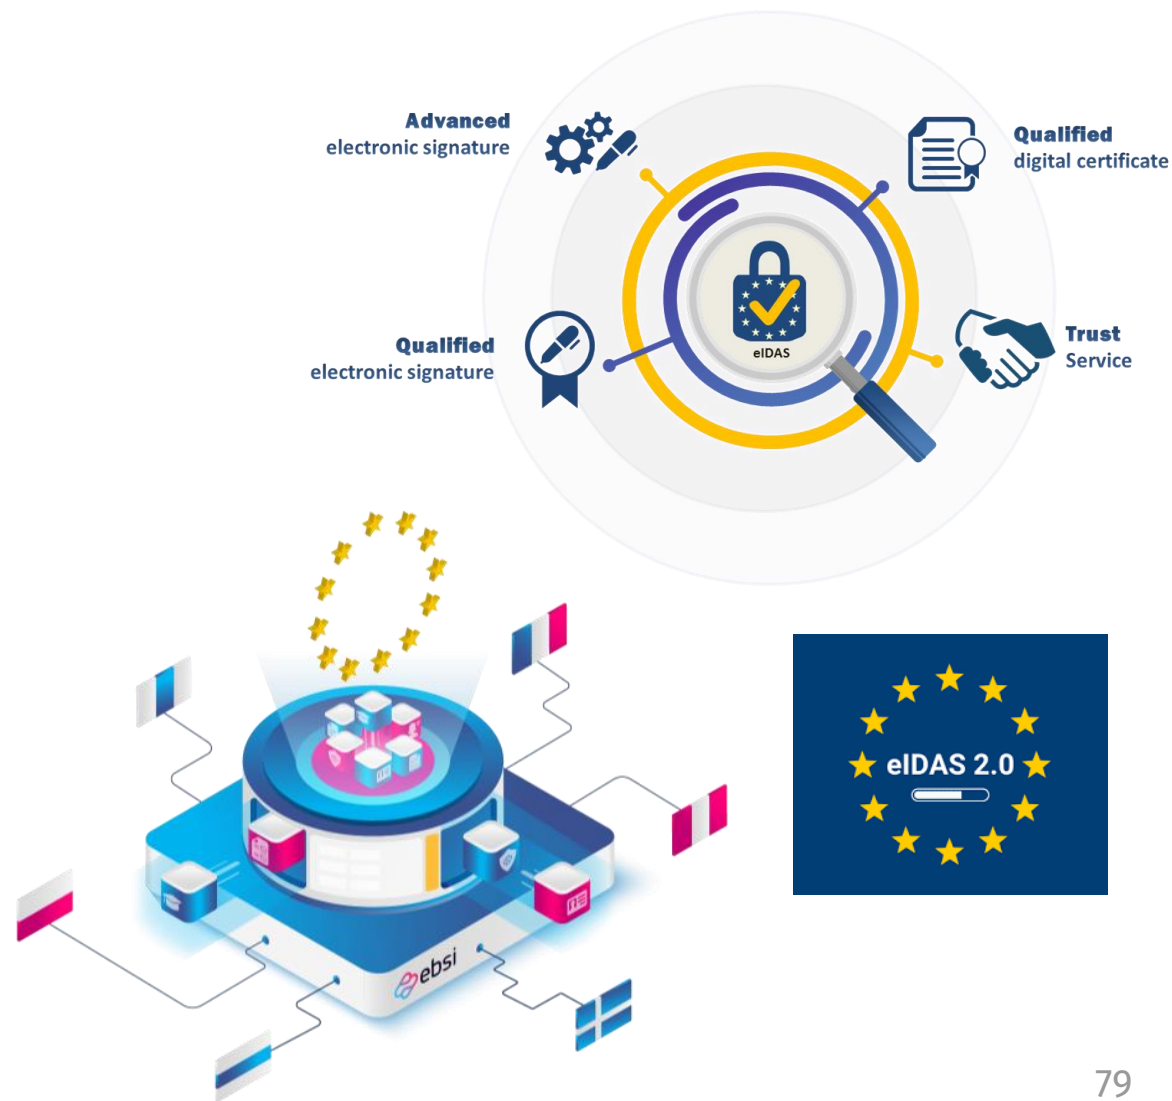 Advanced
electronic signature
Qualified
digital certificate
eIDAS
Qualified
electronic signature
Trust
Service
eIDAS 2.0
ebsi
79